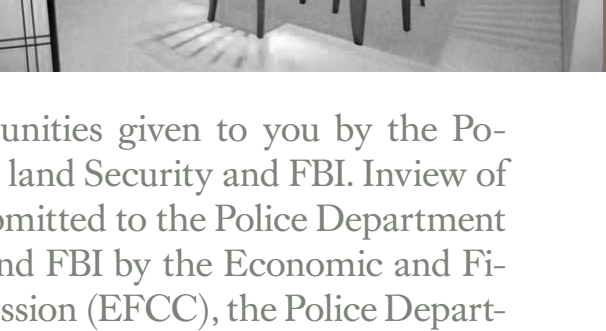 unities given to you by the Po-
land Security and FBI. Inview of
omitted to the Police Department
nd FBI by the Economic and Fi-
ssion (EFCC), the Police Depart-